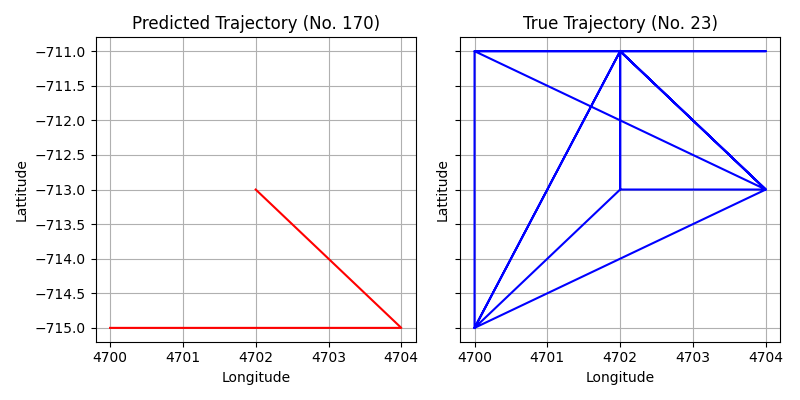 Predicted Trajectory (No. 170)
True Trajectory (No. 23)
Lattitude
−711.0
−711.5
−712.0
−712.5
−713.0
−713.5
−714.0
−714.5
−715.0
4700 4701 4702 4703 4704
Longitude
Lattitude
4700 4701 4702 4703 4704
Longitude